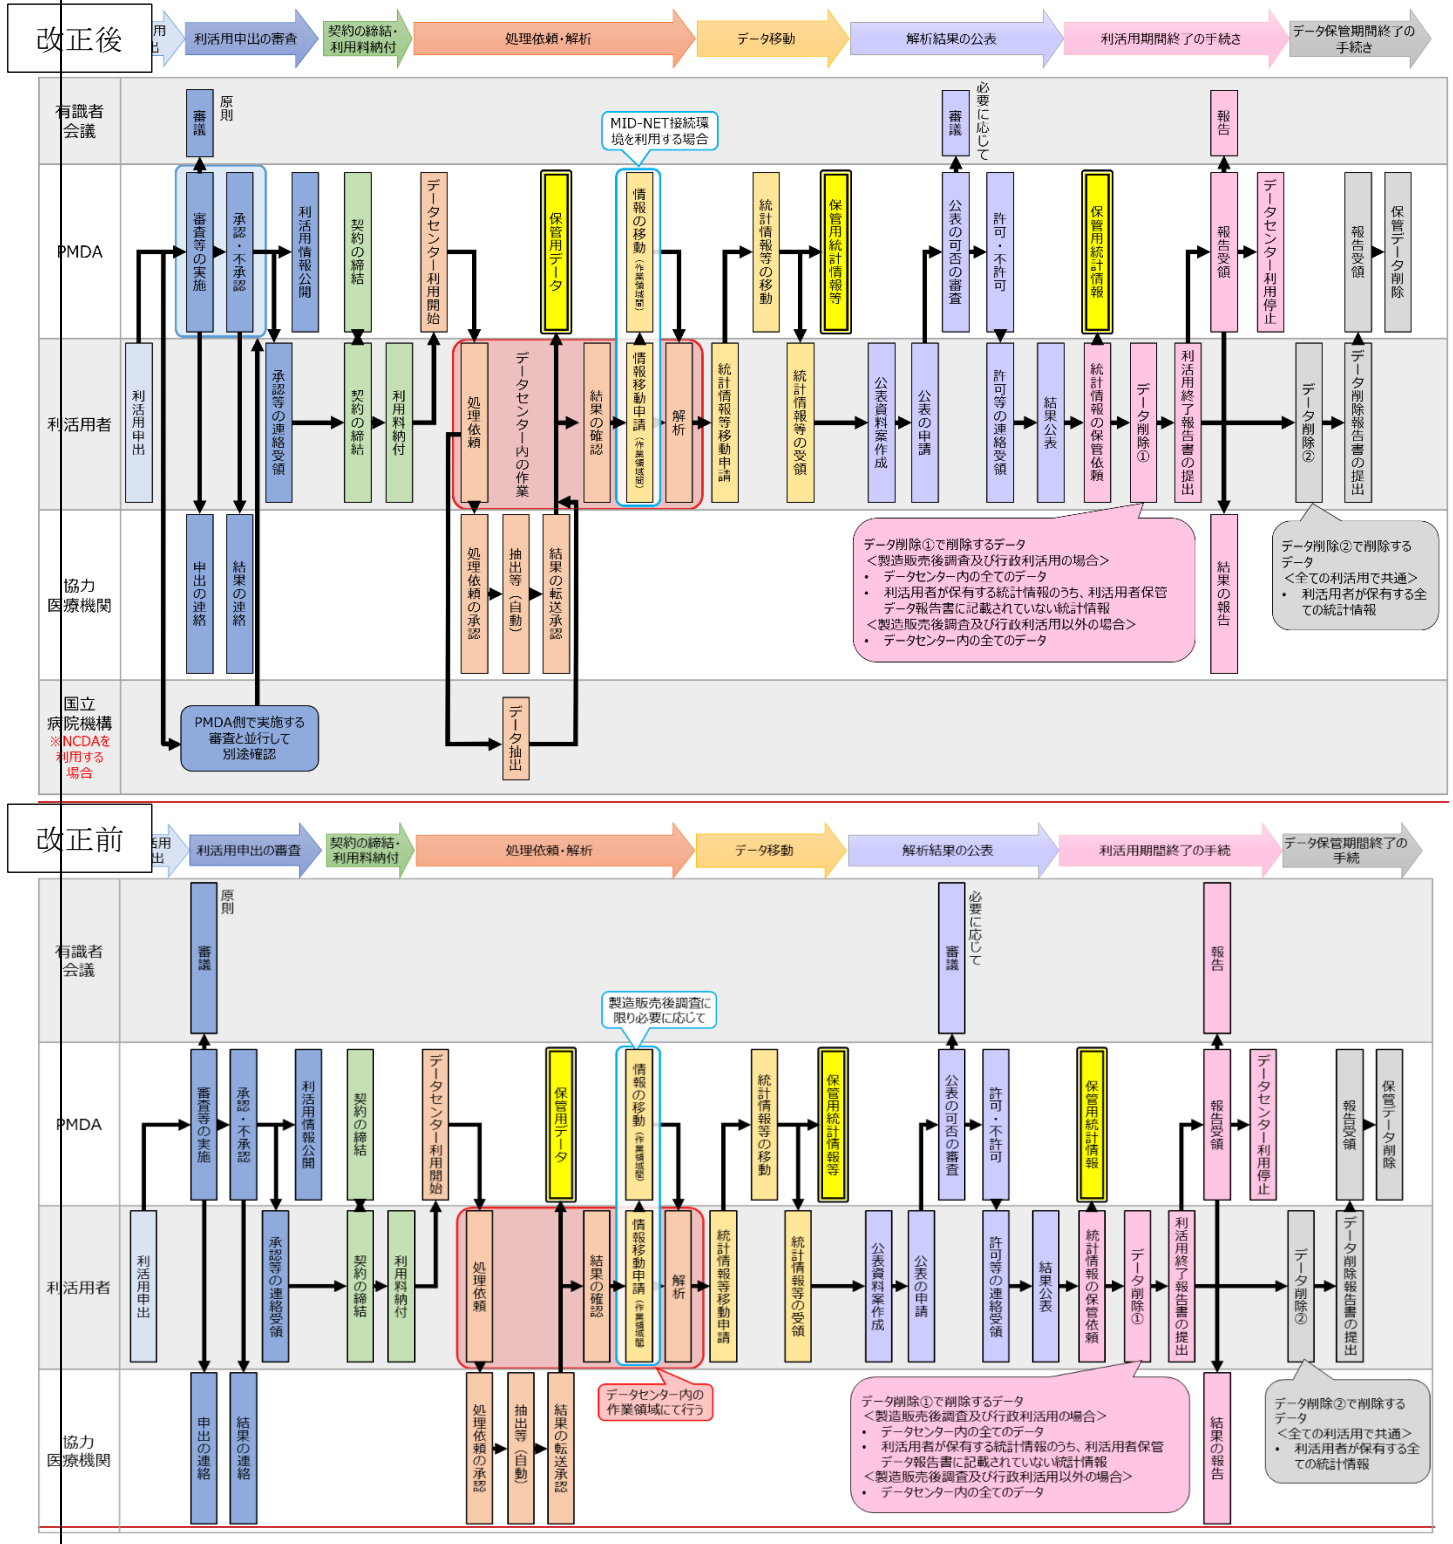 改正後
用
出
利活用申出の審査
契約の締結・
利用料納付
処理依頼・解析
データ移動
解析結果の公表
利活用期間終了の手続き
データ保管期間終了の
手続き
有識者
会議
審議
原則
MID-NET接続環
境を利用する場合
審議
必要に応じて
報告
PMDA
審査等の実施
承認・不承認
利活用情報公開
契約の締結
データセンター利用開始
保管用データ
情報の移動（作業領域間）
統計情報等の移動
保管用統計情報等
公表の可否の審査
許可・不許可
保管用統計情報
報告受領
データセンター利用停止
報告受領
保管データ削除
利活用者
利活用申出
承認等の連絡受領
契約の締結
利用料納付
処理依頼
データセンター内の作業
結果の確認
情報移動申請（作業領域間）
解析
統計情報等移動申請
統計情報等の受領
公表資料案作成
公表の申請
許可等の連絡受領
結果公表
統計情報の保管依頼
データ削除①
利活用終了報告書の提出
データ削除②
データ削除報告書の提出
協力
医療機関
申出の連絡
結果の連絡
処理依頼の承認
抽出等（自動）
結果の転送承認
データ削除①で削除するデータ
＜製造販売後調査及び行政利活用の場合＞
• データセンター内の全てのデータ
• 利活用者が保有する統計情報のうち、利活用者保管
データ報告書に記載されていない統計情報
＜製造販売後調査及び行政利活用以外の場合＞
• データセンター内の全てのデータ
結果の報告
データ削除②で削除する
データ
＜全ての利活用で共通＞
• 利活用者が保有する全
ての統計情報
国立
病院機構
※NCDAを
利用する
場合
PMDA側で実施する
審査と並行して
別途確認
データ抽出
改正前
活用
出
利活用申出の審査
契約の締結・
利用料納付
処理依頼・解析
データ移動
解析結果の公表
利活用期間終了の手続
データ保管期間終了の
手続
有識者
会議
審議
原則
製造販売後調査に
限り必要に応じて
審議
必要に応じて
報告
PMDA
審査等の実施
承認・不承認
利活用情報公開
契約の締結
データセンター利用開始
保管用データ
情報の移動（作業領域間）
統計情報等の移動
保管用統計情報等
公表の可否の審査
許可・不許可
保管用統計情報
報告受領
データセンター利用停止
報告受領
保管データ削除
利活用者
利活用申出
承認等の連絡受領
契約の締結
利用料納付
処理依頼
結果の確認
情報移動申請（作業領域間）
解析
統計情報等移動申請
統計情報等の受領
公表資料案作成
公表の申請
許可等の連絡受領
結果公表
統計情報の保管依頼
データ削除①
利活用終了報告書の提出
データ削除②
データ削除報告書の提出
協力
医療機関
申出の連絡
結果の連絡
処理依頼の承認
抽出等（自動）
結果の転送承認
データセンター内の
作業領域にて行う
データ削除①で削除するデータ
＜製造販売後調査及び行政利活用の場合＞
• データセンター内の全てのデータ
• 利活用者が保有する統計情報のうち、利活用者保管
データ報告書に記載されていない統計情報
＜製造販売後調査及び行政利活用以外の場合＞
• データセンター内の全てのデータ
結果の報告
データ削除②で削除する
データ
＜全ての利活用で共通＞
• 利活用者が保有する全
ての統計情報